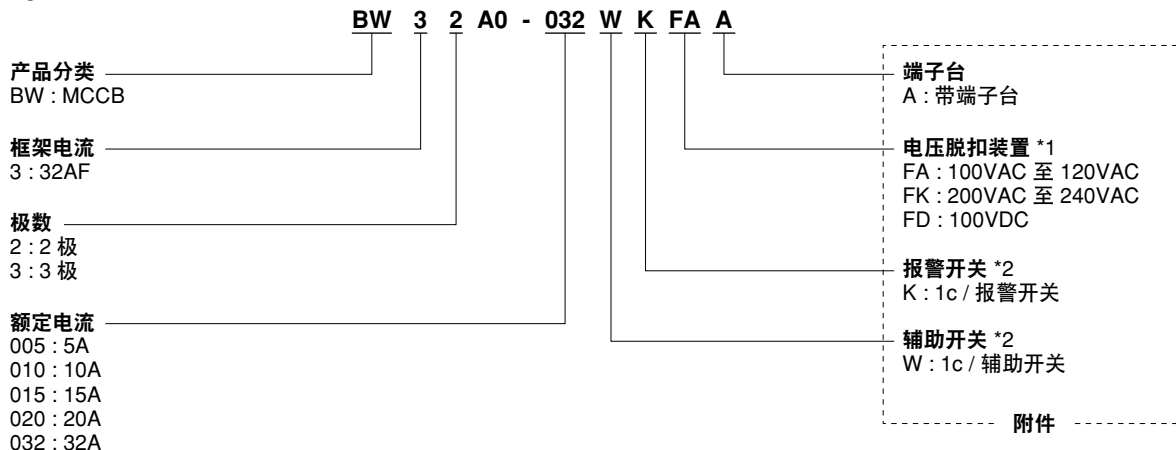 BW 3 2 A0 - 032 W K FA A
产品分类
BW : MCCB
框架电流
3 : 32AF
极数
2 : 2 极
3 : 3 极
额定电流
005 : 5A
010 : 10A
015 : 15A
020 : 20A
032 : 32A
端子台
A : 带端子台
电压脱扣装置 *1
FA : 100VAC 至 120VAC
FK : 200VAC 至 240VAC
FD : 100VDC
报警开关 *2
K : 1c / 报警开关
辅助开关 *2
W : 1c / 辅助开关
附件